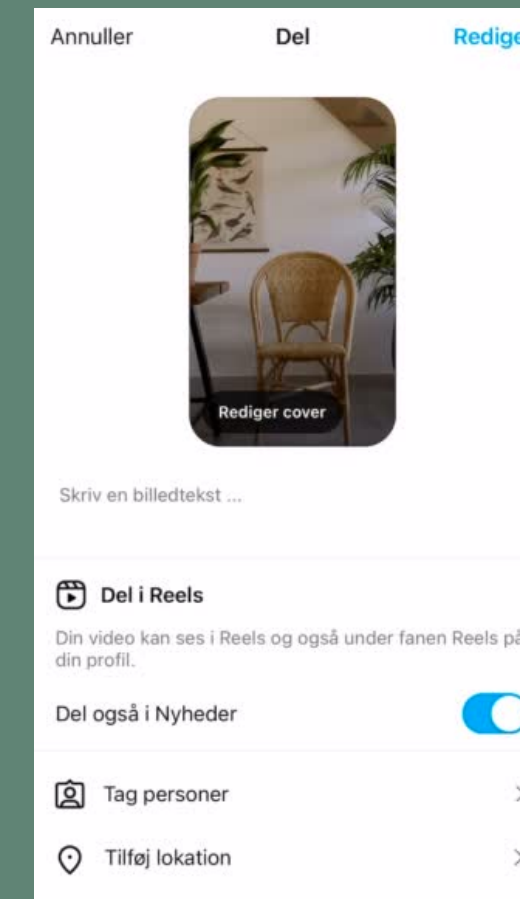 Annuller Del Redige
Rediger cover
Skriv en billedtekst ...
Del i Reels
Din video kan ses i Reels og også under fanen Reels på
din profil.
Del også i Nyheder
Tag personer
Tilføj lokation